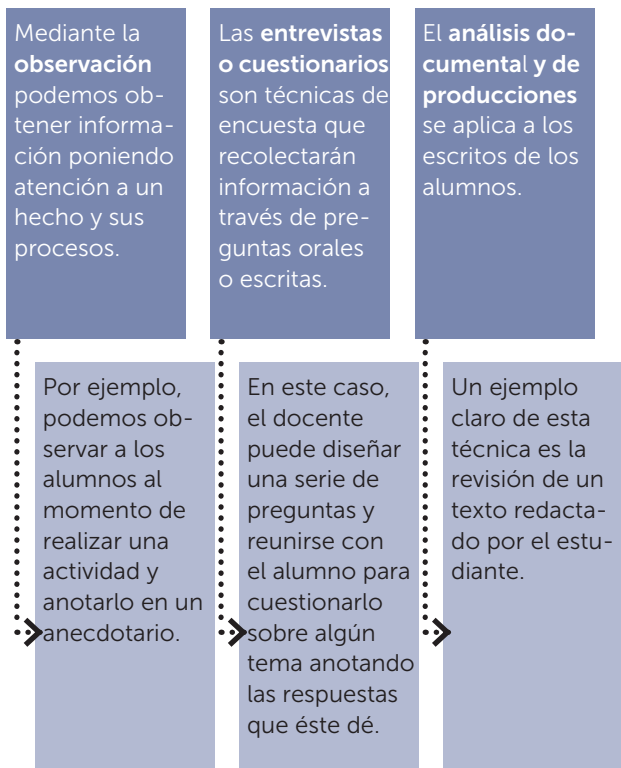 Mediante la
observación
podemos ob-
tener informa-
ción poniendo
atención a un
hecho y sus
procesos.
Por ejemplo,
podemos ob-
servar a los
alumnos al
momento de
realizar una
actividad y
anotarlo en un
anecdotario.
Las entrevistas
o cuestionarios
son técnicas de
encuesta que
recolectarán
información a
través de pre-
guntas orales
o escritas.
En este caso,
el docente
puede diseñar
una serie de
preguntas y
reunirse con
el alumno para
cuestionarlo
sobre algún
tema anotando
las respuestas
que éste dé.
El análisis do-
cumental y de
producciones
se aplica a los
escritos de los
alumnos.
Un ejemplo
claro de esta
técnica es la
revisión de un
texto redacta-
do por el estu-
diante.